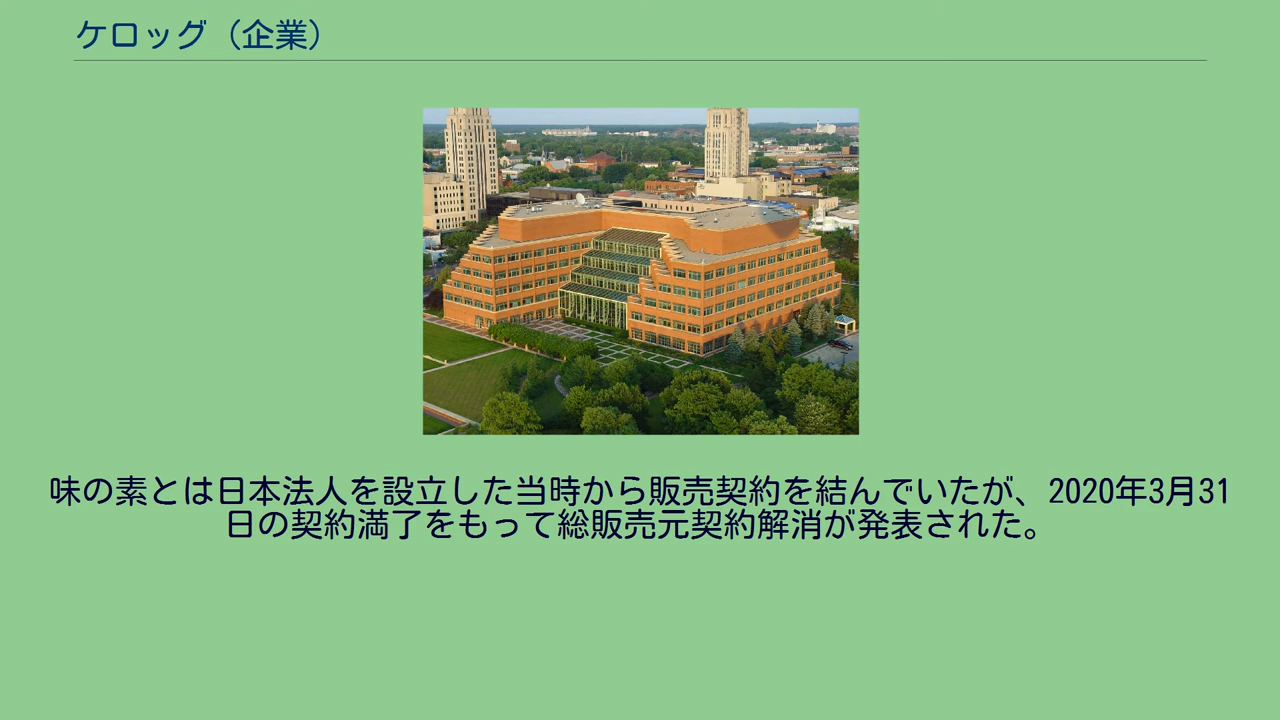 ケロッグ（企業）
味の素とは日本法人を設立した当時から販売契約を結んでいたが、2020年3月31
日の契約満了をもって総販売元契約解消が発表された。